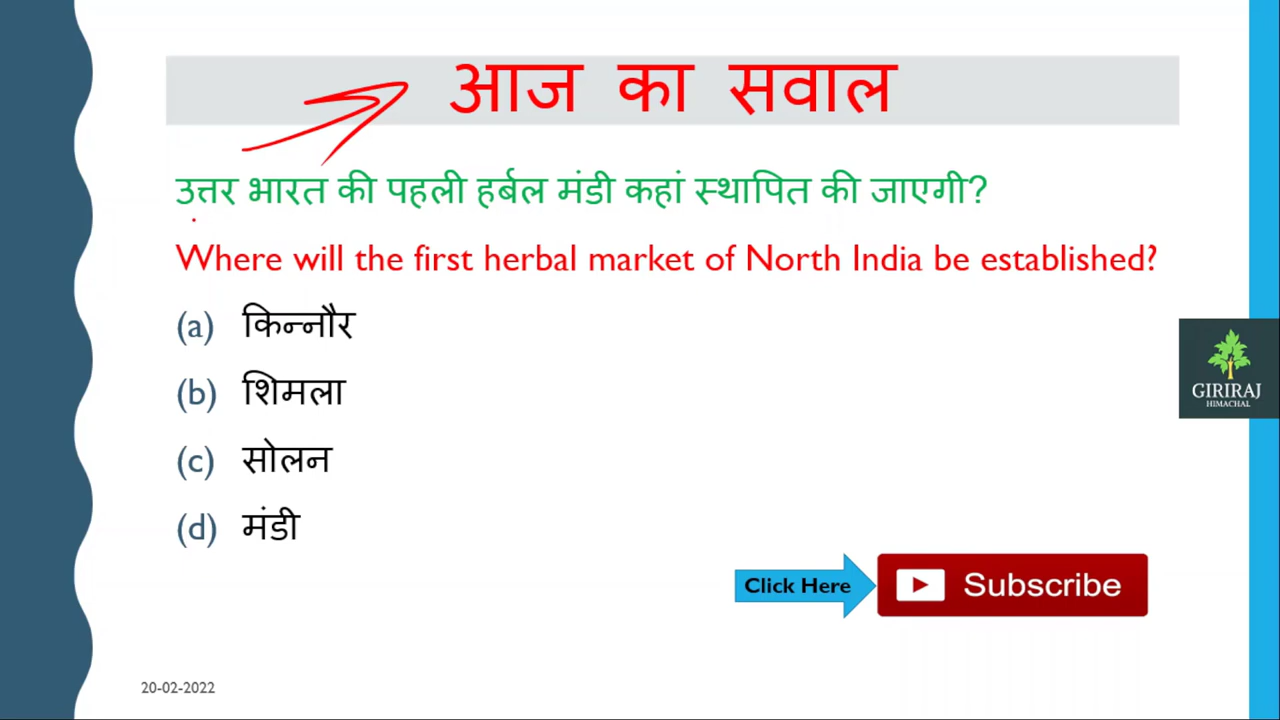 आज का सवाल
उत्तर भारत की पहली हर्बल मंडी कहां स्थापित की जाएगी?
Where will the first herbal market of North India be established?
(a) किन्नौर
(b) शिमला
(c) सोलन
(d) मंडी
GIRIRAJ
HIMACHAL
Click Here
Subscribe
20-02-2022